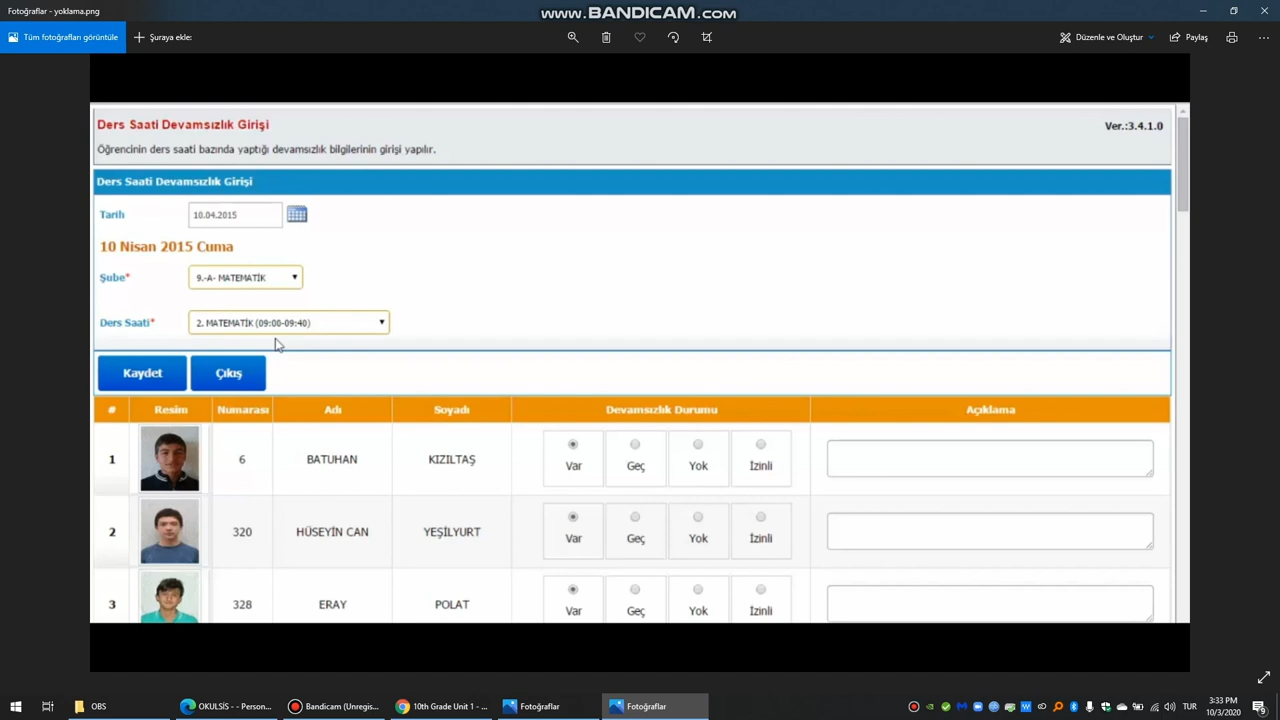 Fotoğraflar - yoklama.png
www.BANDICAM.com
Tüm fotoğrafları görüntüle
Şuraya ekle:
Düzenle ve Oluştur
Paylaş
Ders Saati Devamsızlık Girişi
Ver.:3.4.1.0
Öğrencinin ders saati bazında yaptığı devamsızlık bilgilerinin girişi yapılır.
Ders Saati Devamsızlık Girişi
Tarih 10.04.2015
10 Nisan 2015 Cuma
Şube* 9.-A- MATEMATİK
Ders Saati* 2. MATEMATİK (09:00-09:40)
Kaydet Çıkış
# Resim Numarası Adı Soyadı Devamsızlık Durumu Açıklama
1 6 BATUHAN KIZILTAŞ Var Geç Yok İzinli
2 320 HÜSEYİN CAN YEŞİLYURT Var Geç Yok İzinli
3 328 ERAY POLAT Var Geç Yok İzinli
OBS
OKULSİS - - Person...
Bandicam (Unregis...
10th Grade Unit 1 - ...
Fotoğraflar
Fotoğraflar
TUR
3:33 PM
10/3/2020